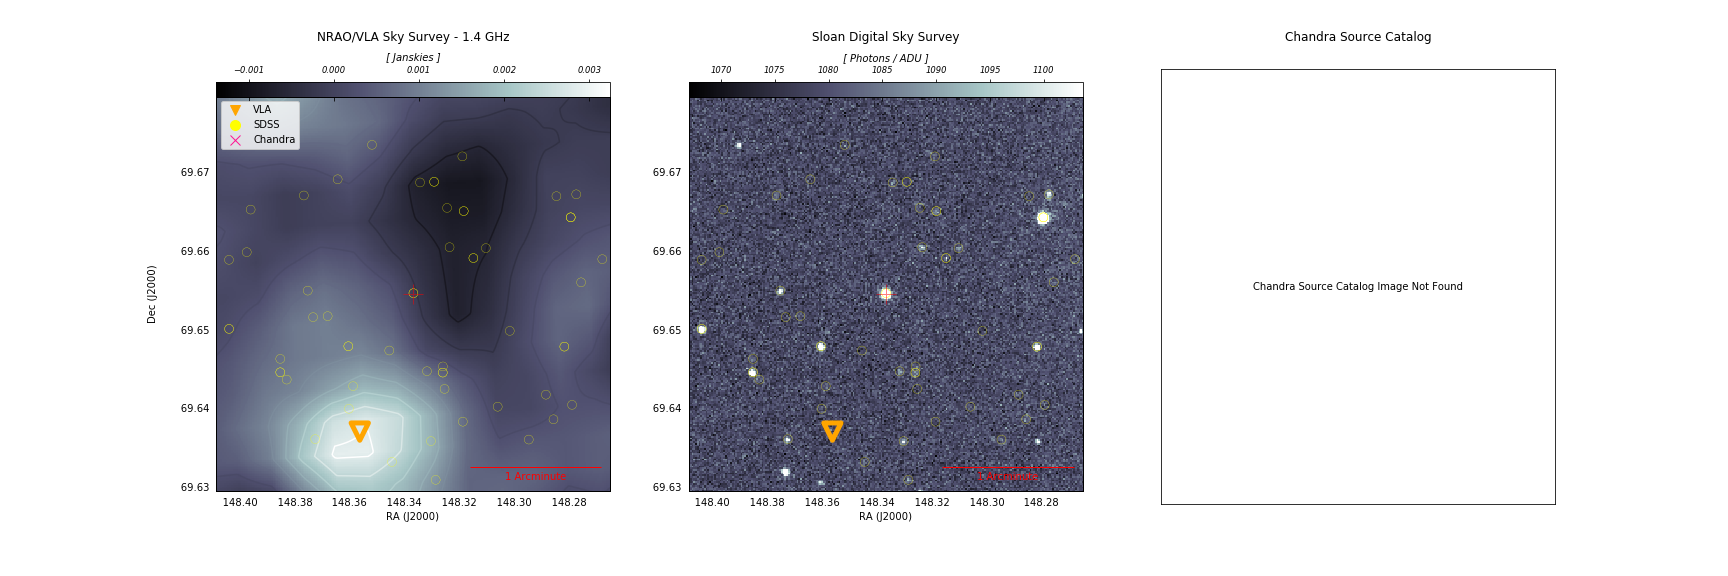 NRAO/VLA Sky Survey - 1.4 GHz
[ Janskies ]
−0.001 0.000 0.001 0.002 0.003
VLA
SDSS
Chandra
69.67
69.66
69.65
69.64
69.63
Dec (J2000)
1 Arcminute
148.40 148.38 148.36 148.34 148.32 148.30 148.28
RA (J2000)
Sloan Digital Sky Survey
[ Photons / ADU ]
1070 1075 1080 1085 1090 1095 1100
69.67
69.66
69.65
69.64
69.63
1 Arcminute
148.40 148.38 148.36 148.34 148.32 148.30 148.28
RA (J2000)
Chandra Source Catalog
Chandra Source Catalog Image Not Found